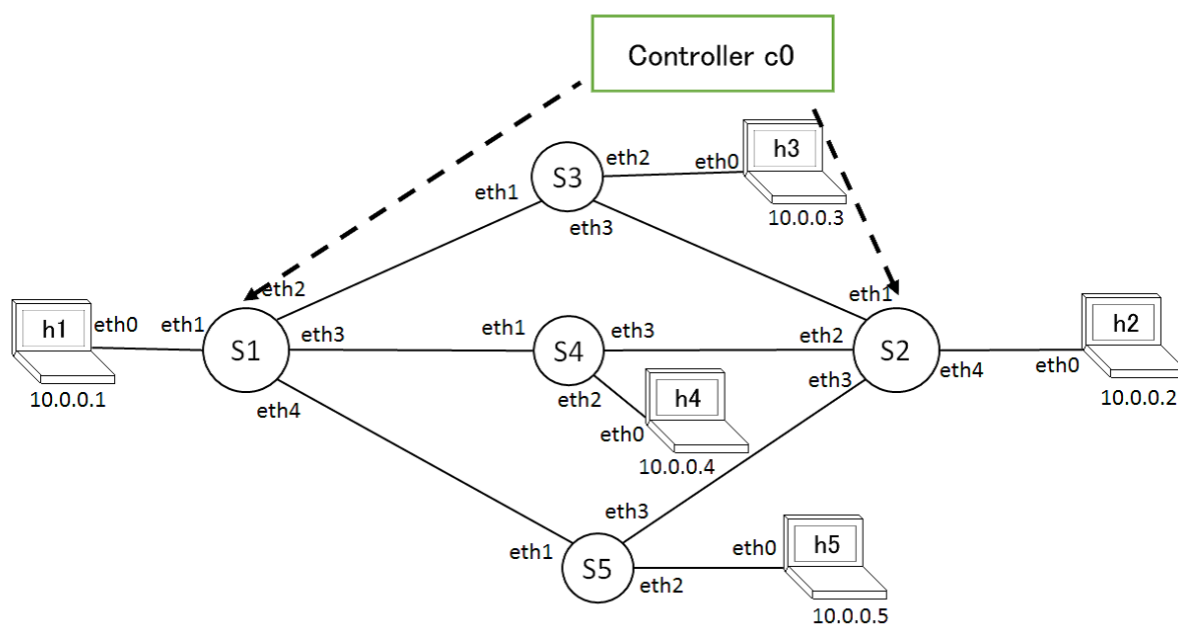 Controller c0
h3
eth2
eth0
S3
eth1
10.0.0.3
eth3
eth2
eth1
h1
eth0
eth1
h2
S1
eth3
eth1
eth3
eth2
S2
S4
eth3
eth4
eth0
10.0.0.1
eth4
eth2
h4
10.0.0.2
eth0
10.0.0.4
eth3
eth1
eth0
h5
S5
eth2
10.0.0.5